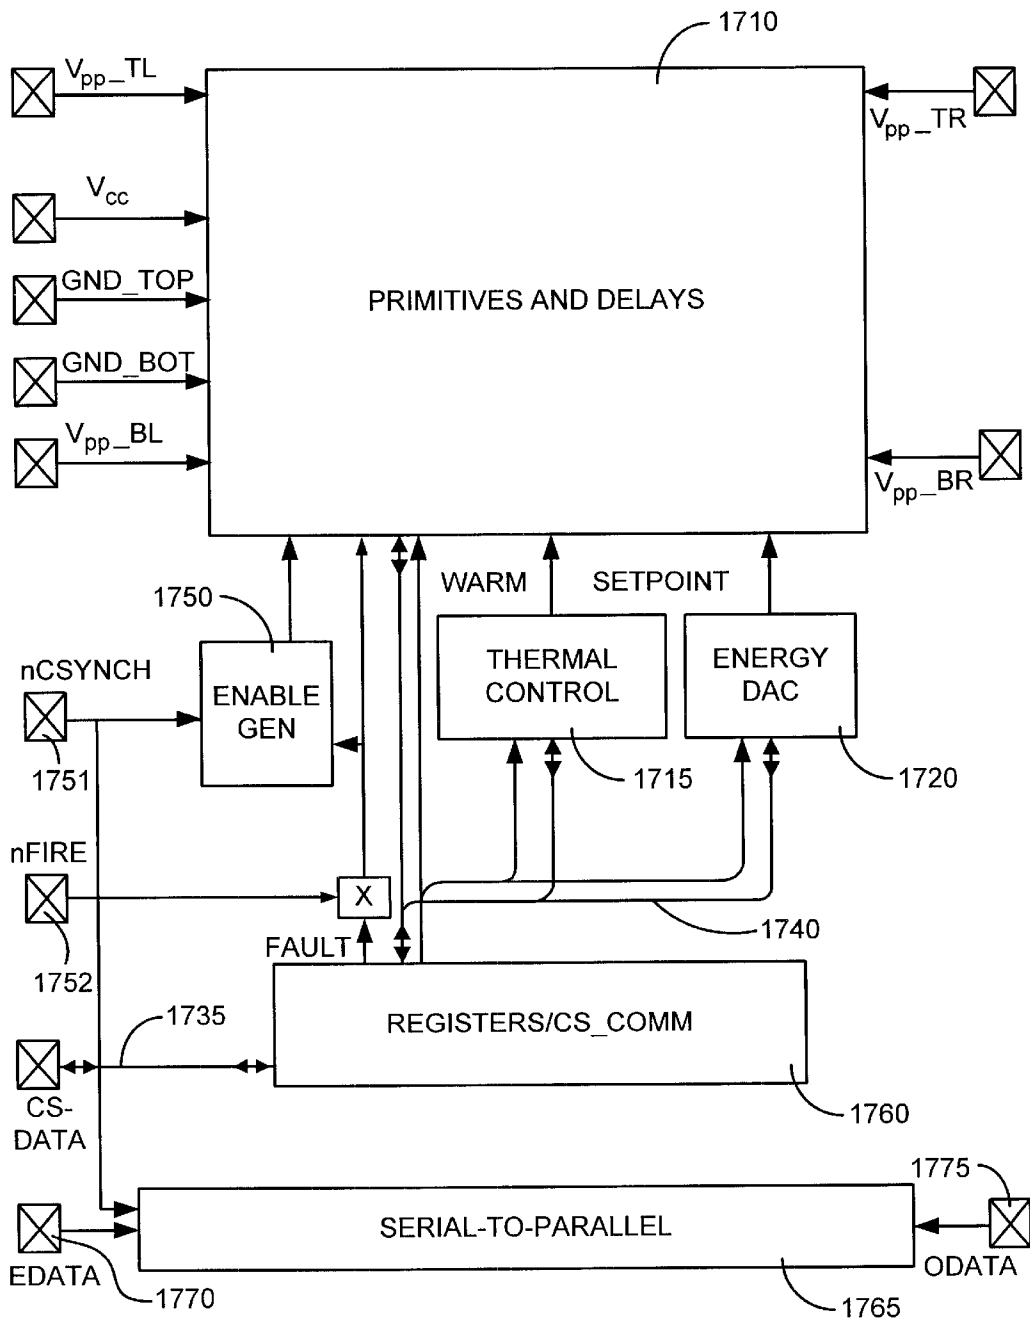 1710
Vpp_TL
Vpp_TR
Vcc
GND_TOP
PRIMITIVES AND DELAYS
GND_BOT
Vpp_BL
Vpp_BR
WARM
SETPOINT
1750
nCSYNCH
ENABLE
GEN
THERMAL
CONTROL
ENERGY
DAC
1751
1715
1720
nFIRE
X
1740
FAULT
1752
1735
REGISTERS/CS_COMM
CS-
DATA
1760
1775
SERIAL-TO-PARALLEL
EDATA
ODATA
1770
1765